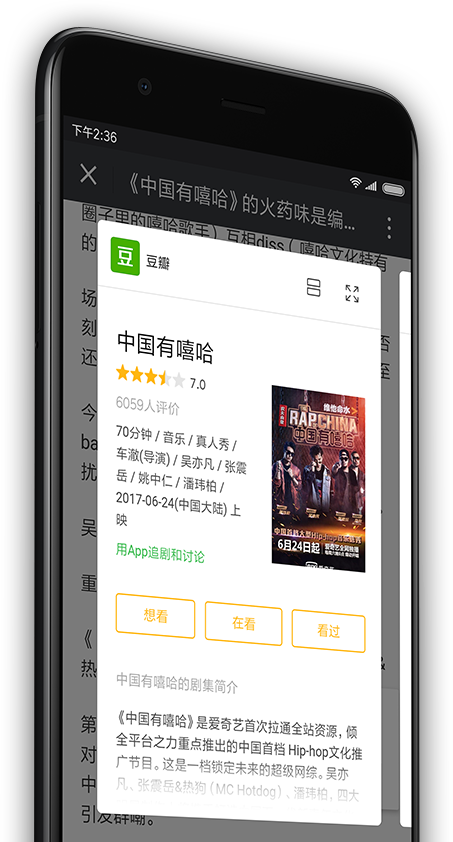 下午2:36
《中国有嘻哈》的火药味是编...
圈子里的嘻哈歌手）互相diss（嘻哈文化特有
的
场
刻
否
还
至
今
ba
扰
吴
重
《
热
第
对
中
引发群嘲。
豆
豆瓣
中国有嘻哈
7.0
6059人评价
70分钟 / 音乐 / 真人秀 /
车澈(导演) / 吴亦凡 / 张震
岳 / 姚中仁 / 潘玮柏 /
2017-06-24(中国大陆) 上
映
用App追剧和讨论
维他命水
RAPCHINA
中国有嘻哈
6月24日起
想看
在看
看过
中国有嘻哈的剧集简介
《中国有嘻哈》是爱奇艺首次拉通全站资源，倾
全平台之力重点推出的中国首档 Hip-hop文化推
广节目。这是一档锁定未来的超级网综。吴亦
凡、张震岳&热狗（MC Hotdog）、潘玮柏，四大